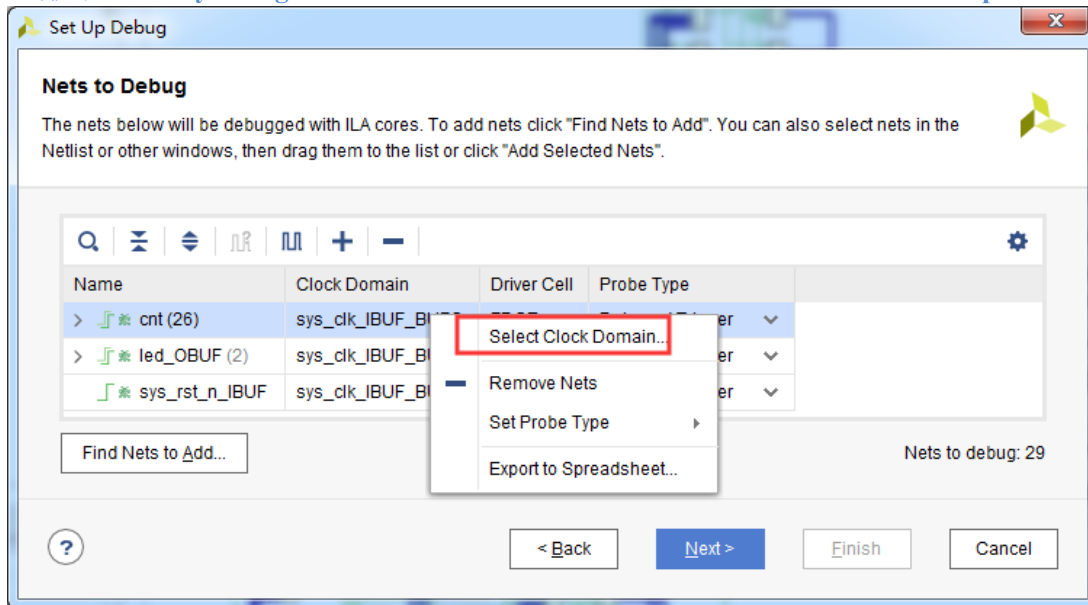 Set Up Debug
Nets to Debug
The nets below will be debugged with ILA cores. To add nets click "Find Nets to Add". You can also select nets in the
Netlist or other windows, then drag them to the list or click "Add Selected Nets".
Name Clock Domain Driver Cell Probe Type
cnt (26) sys_clk_IBUF_B er
Select Clock Domain...
led_OBUF (2) sys_clk_IBUF_B er
Remove Nets
sys_rst_n_IBUF sys_clk_IBUF_B er
Set Probe Type
Export to Spreadsheet...
Find Nets to Add... Nets to debug: 29
? < Back Next > Finish Cancel